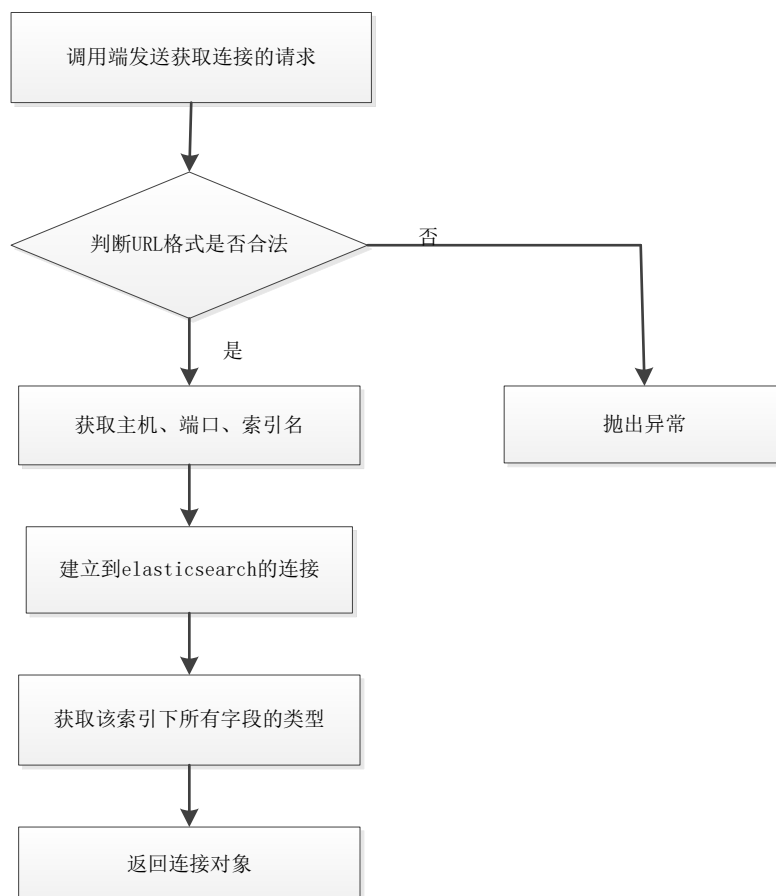 调用端发送获取连接的请求
判断URL格式是否合法
否
是
获取主机、端口、索引名
抛出异常
建立到elasticsearch的连接
获取该索引下所有字段的类型
返回连接对象